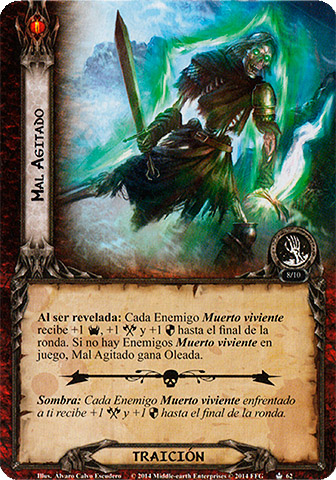 MAL AGITADO
8/10
Al ser revelada: Cada Enemigo Muerto viviente
recibe +1 , +1 y +1 hasta el final de la
ronda. Si no hay Enemigos Muerto viviente en
juego, Mal Agitado gana Oleada.
Sombra: Cada Enemigo Muerto viviente enfrentado
a ti recibe +1 y +1 hasta el final de la ronda.
TRAICIÓN
Illus. Alvaro Calvo Escudero © 2014 Middle-earth Enterprises © 2014 FFG 62